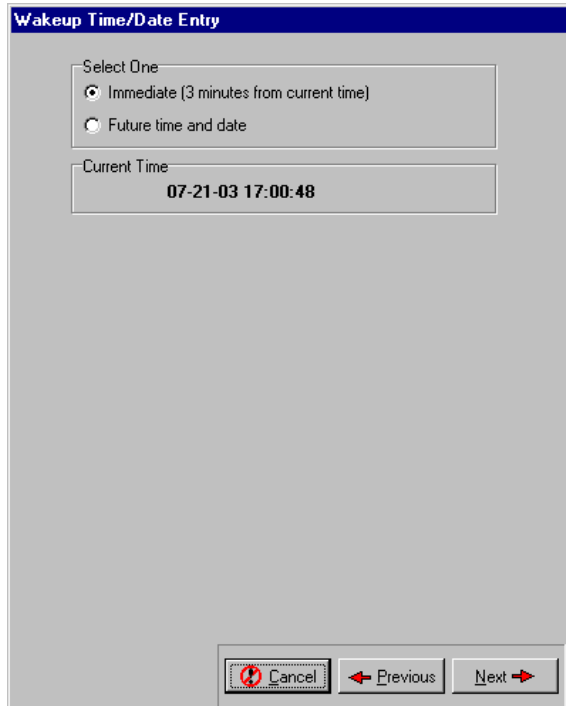 Wakeup Time/Date Entry
Select One
Immediate (3 minutes from current time)
Future time and date
Current Time
07-21-03 17:00:48
Cancel Previous Next